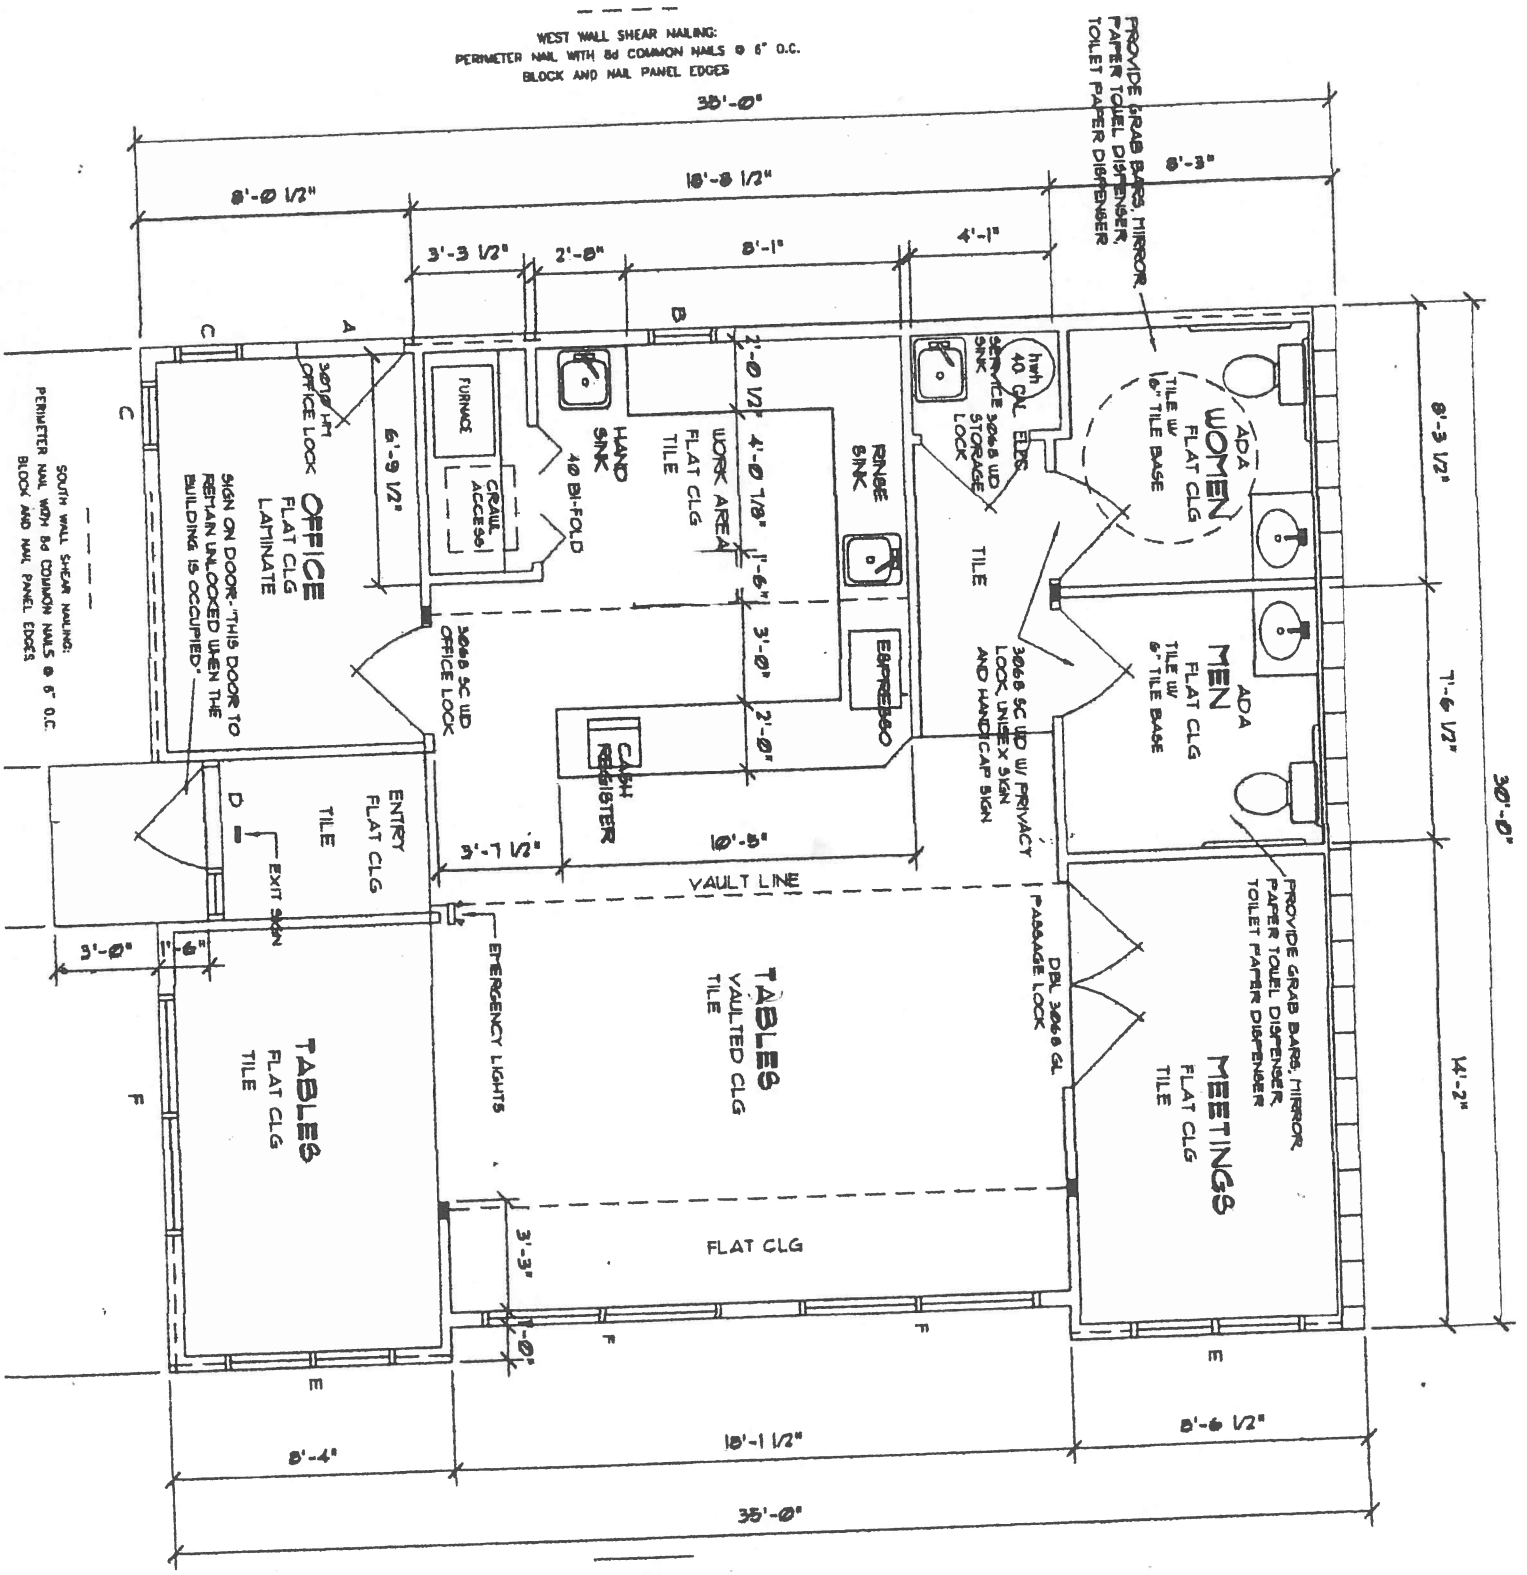 WEST WALL SHEAR NAILING:
PERIMETER NAIL WITH 8d COMMON NAILS @ 6" O.C.
BLOCK AND NAIL PANEL EDGES
PROVIDE GRAB BARS, MIRROR,
PAPER TOWEL DISPENSER,
TOILET PAPER DISPENSER
35'-0"
8'-0 1/2"
18'-8 1/2"
8'-3"
3'-3 1/2"
2'-8"
8'-1"
4'-1"
C
A
B
SOUTH WALL SHEAR NAILING:
PERIMETER NAIL WITH 8d COMMON NAILS @ 6" O.C.
BLOCK AND NAIL PANEL EDGES
C
3070 HM
OFFICE LOCK
6'-9 1/2"
OFFICE
FLAT CLG
LAMINATE
SIGN ON DOOR-"THIS DOOR TO
REMAIN UNLOCKED WHEN THE
BUILDING IS OCCUPIED"
FURNACE
CRAWL
ACCESS
40 BI-FOLD
HAND
SINK
WORK AREA
FLAT CLG
TILE
2'-0 1/2"
4'-0 7/8"
1'-6"
3'-0"
2'-0"
RINSE
SINK
ESPRESSO
CASH
REGISTER
3068 SC WD
OFFICE LOCK
SERVICE
SINK
hwh
40 GAL
ELEC
3068 WD
STORAGE
LOCK
TILE
3068 SC WD W/ PRIVACY
LOCK, UNISEX SIGN
AND HANDICAP SIGN
ADA
WOMEN
FLAT CLG
TILE W/
6" TILE BASE
ADA
MEN
FLAT CLG
TILE W/
6" TILE BASE
PROVIDE GRAB BARS, MIRROR,
PAPER TOWEL DISPENSER,
TOILET PAPER DISPENSER
8'-3 1/2"
7'-6 1/2"
14'-2"
30'-0"
D
EXIT SIGN
ENTRY
FLAT CLG
TILE
3'-7 1/2"
10'-5"
VAULT LINE
3'-0"
1'-6"
EMERGENCY LIGHTS
TABLES
VAULTED CLG
TILE
DBL 3068 GL
PASSAGE LOCK
MEETINGS
FLAT CLG
TILE
TABLES
FLAT CLG
TILE
F
FLAT CLG
3'-3"
1'-0"
F
F
E
E
8'-4"
18'-1 1/2"
8'-6 1/2"
35'-0"